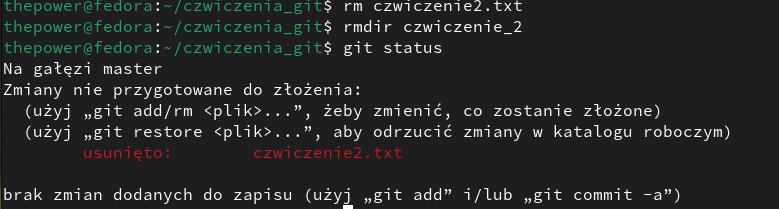 thepower@fedora:~/czwiczenia_git$ rm czwiczenie2.txt
thepower@fedora:~/czwiczenia_git$ rmdir czwiczenie_2
thepower@fedora:~/czwiczenia_git$ git status
Na gałęzi master
Zmiany nie przygotowane do złożenia:
  (użyj „git add/rm <plik>...”, żeby zmienić, co zostanie złożone)
  (użyj „git restore <plik>...”, aby odrzucić zmiany w katalogu roboczym)
        usunięto:        czwiczenie2.txt
brak zmian dodanych do zapisu (użyj „git add” i/lub „git commit -a”)